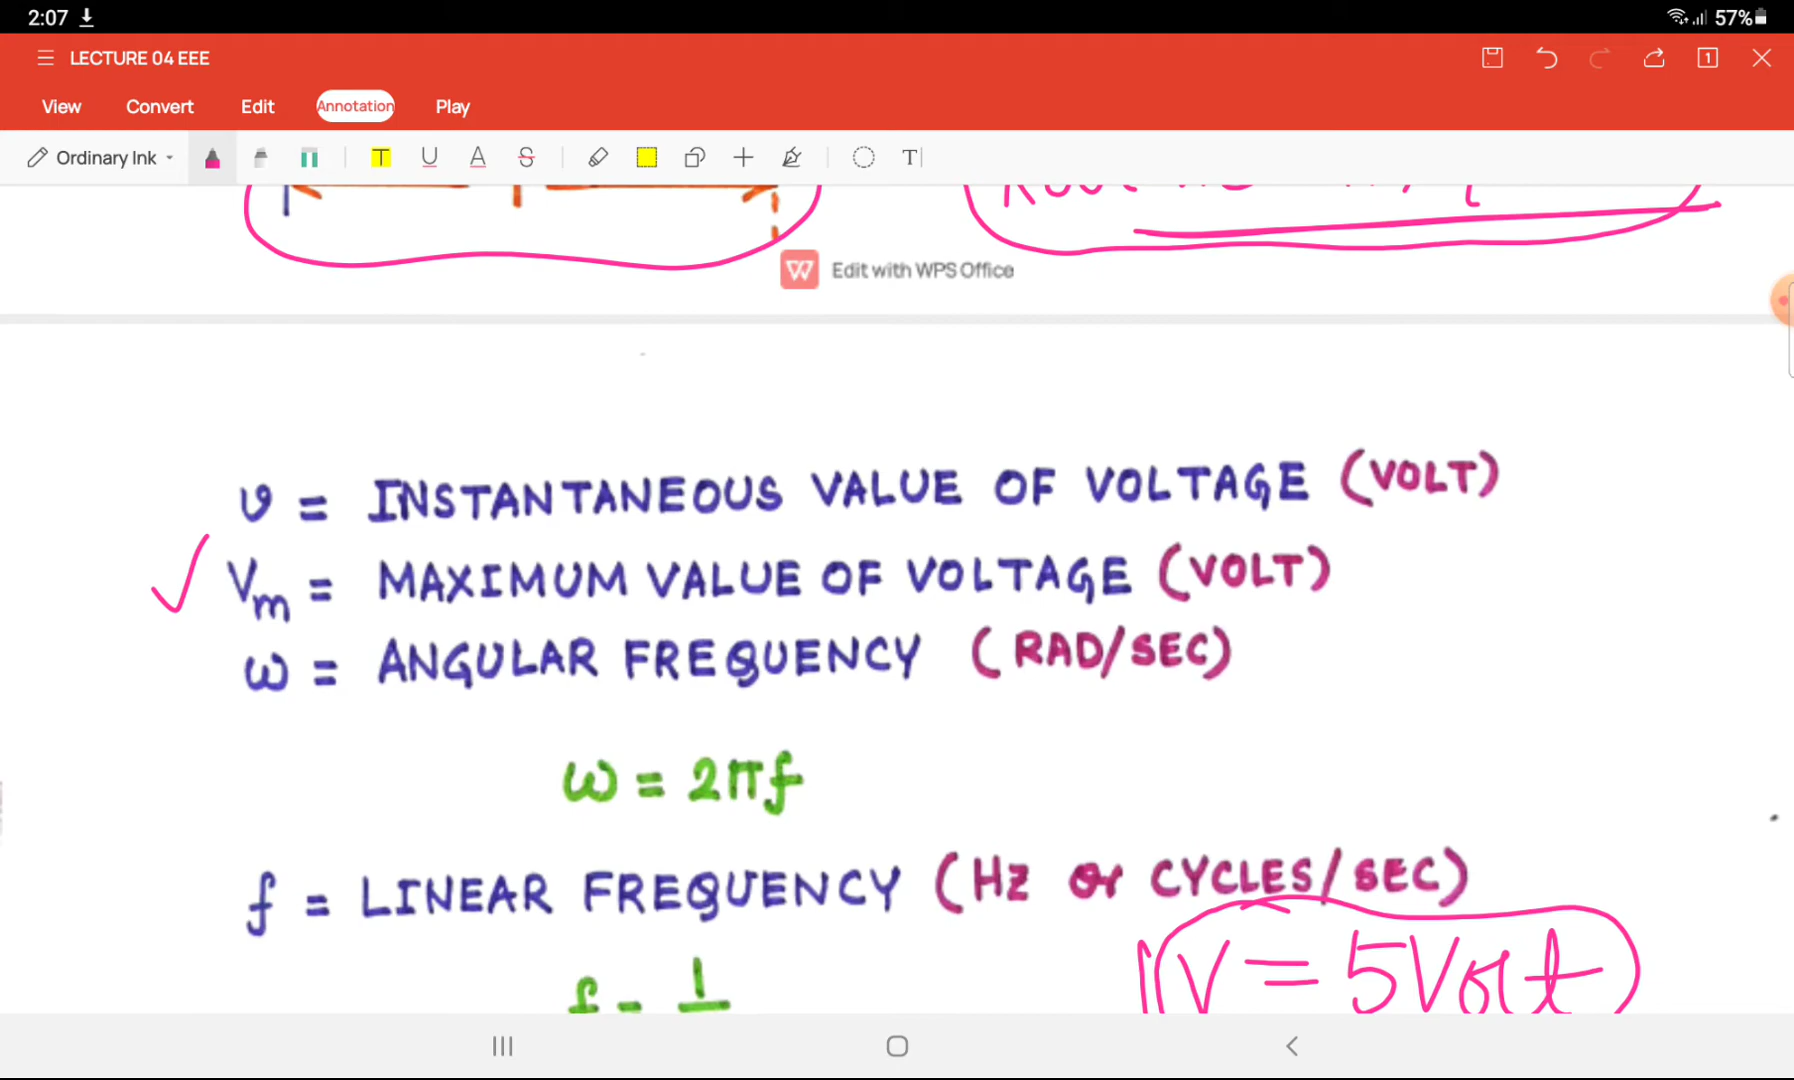 2:07
57%
LECTURE 04 EEE
1
View Convert Edit Annotation Play
Ordinary Ink T U A S T
Edit with WPS Office
v = INSTANTANEOUS VALUE OF VOLTAGE (VOLT)
Vm = MAXIMUM VALUE OF VOLTAGE (VOLT)
ω = ANGULAR FREQUENCY (RAD/SEC)
ω = 2πf
f = LINEAR FREQUENCY (Hz or CYCLES/SEC)
V = 5Volt